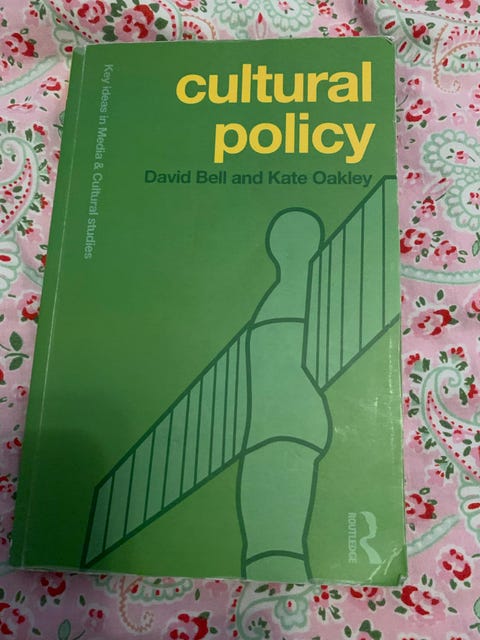 cultural
policy
David Bell and Kate Oakley
Key ideas in Media & Cultural studies
ROUTLEDGE